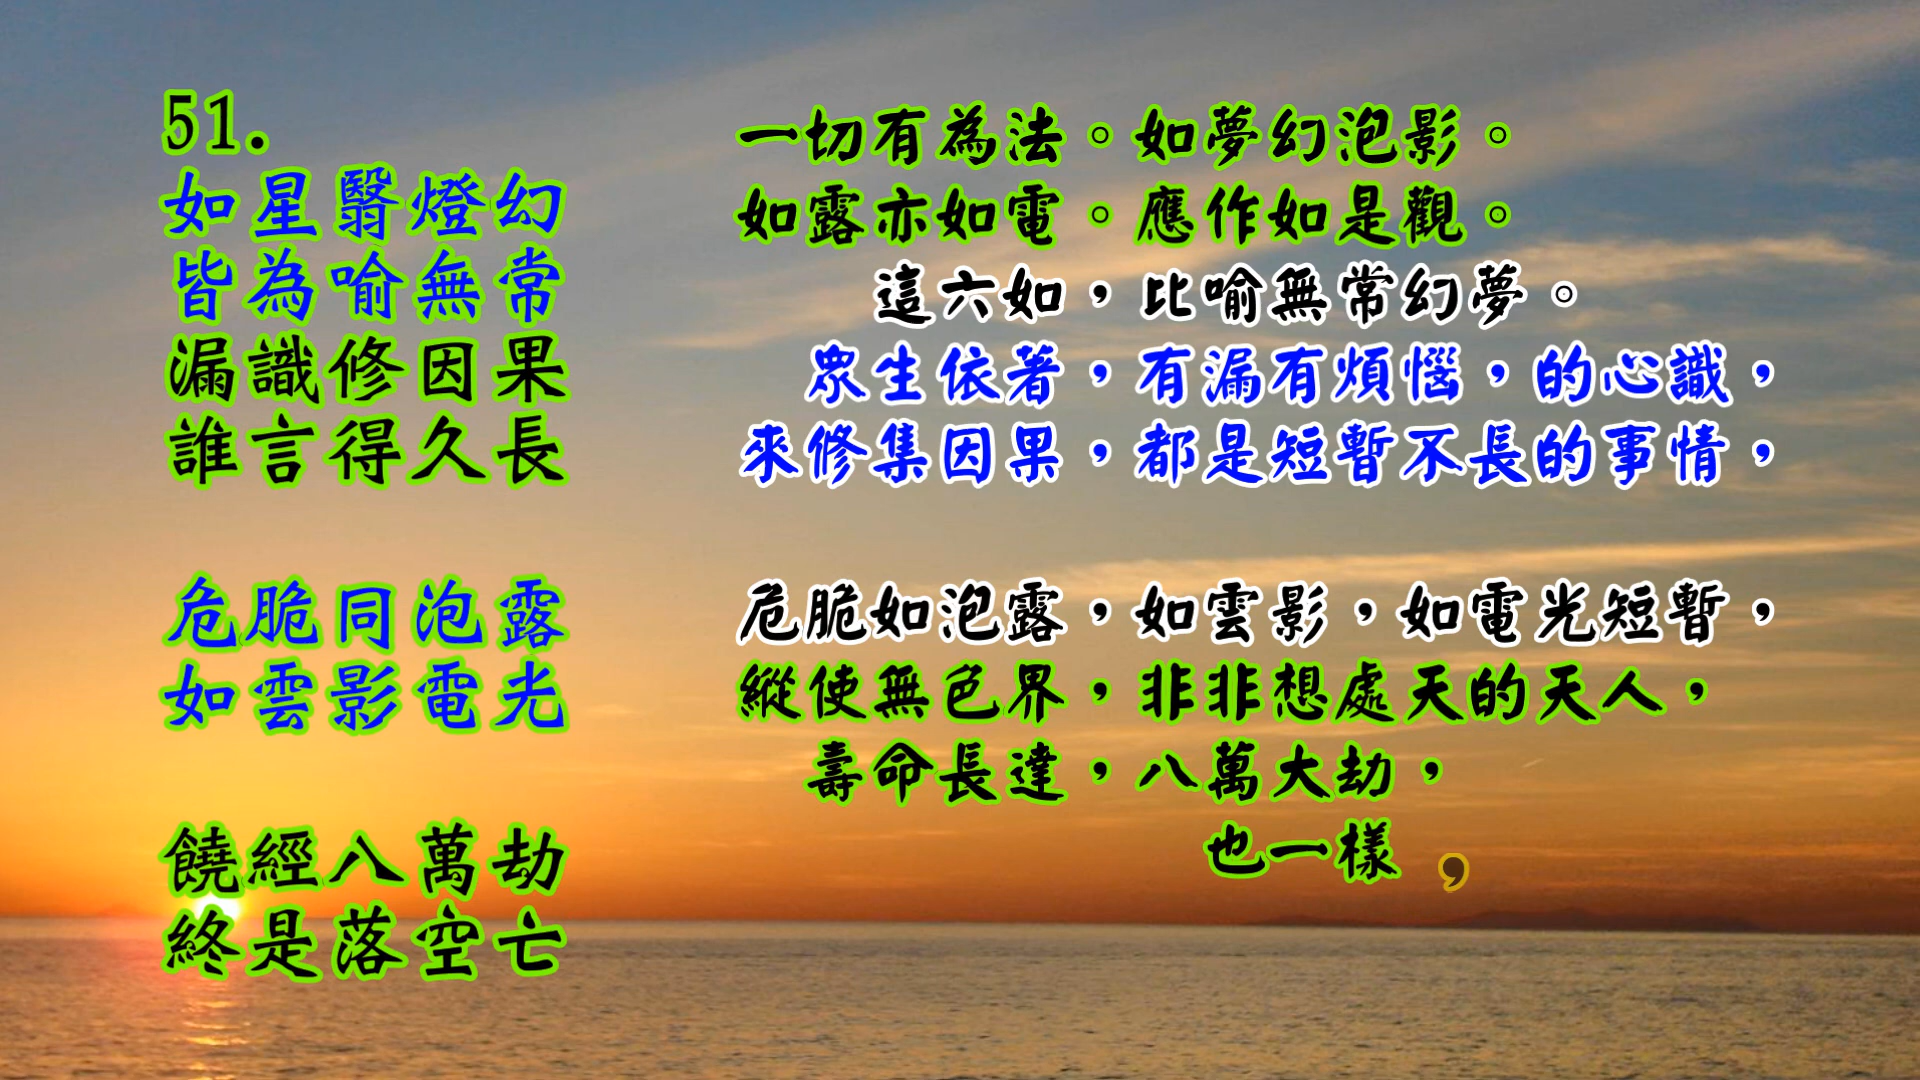 51.
如星翳燈幻
皆為喻無常
漏識修因果
誰言得久長
危脆同泡露
如雲影電光
饒經八萬劫
終是落空亡
一切有為法。如夢幻泡影。
如露亦如電。應作如是觀。
這六如，比喻無常幻夢。
眾生依著，有漏有煩惱，的心識，
來修集因果，都是短暫不長的事情，
危脆如泡露，如雲影，如電光短暫，
縱使無色界，非非想處天的天人，
壽命長達，八萬大劫，
也一樣，